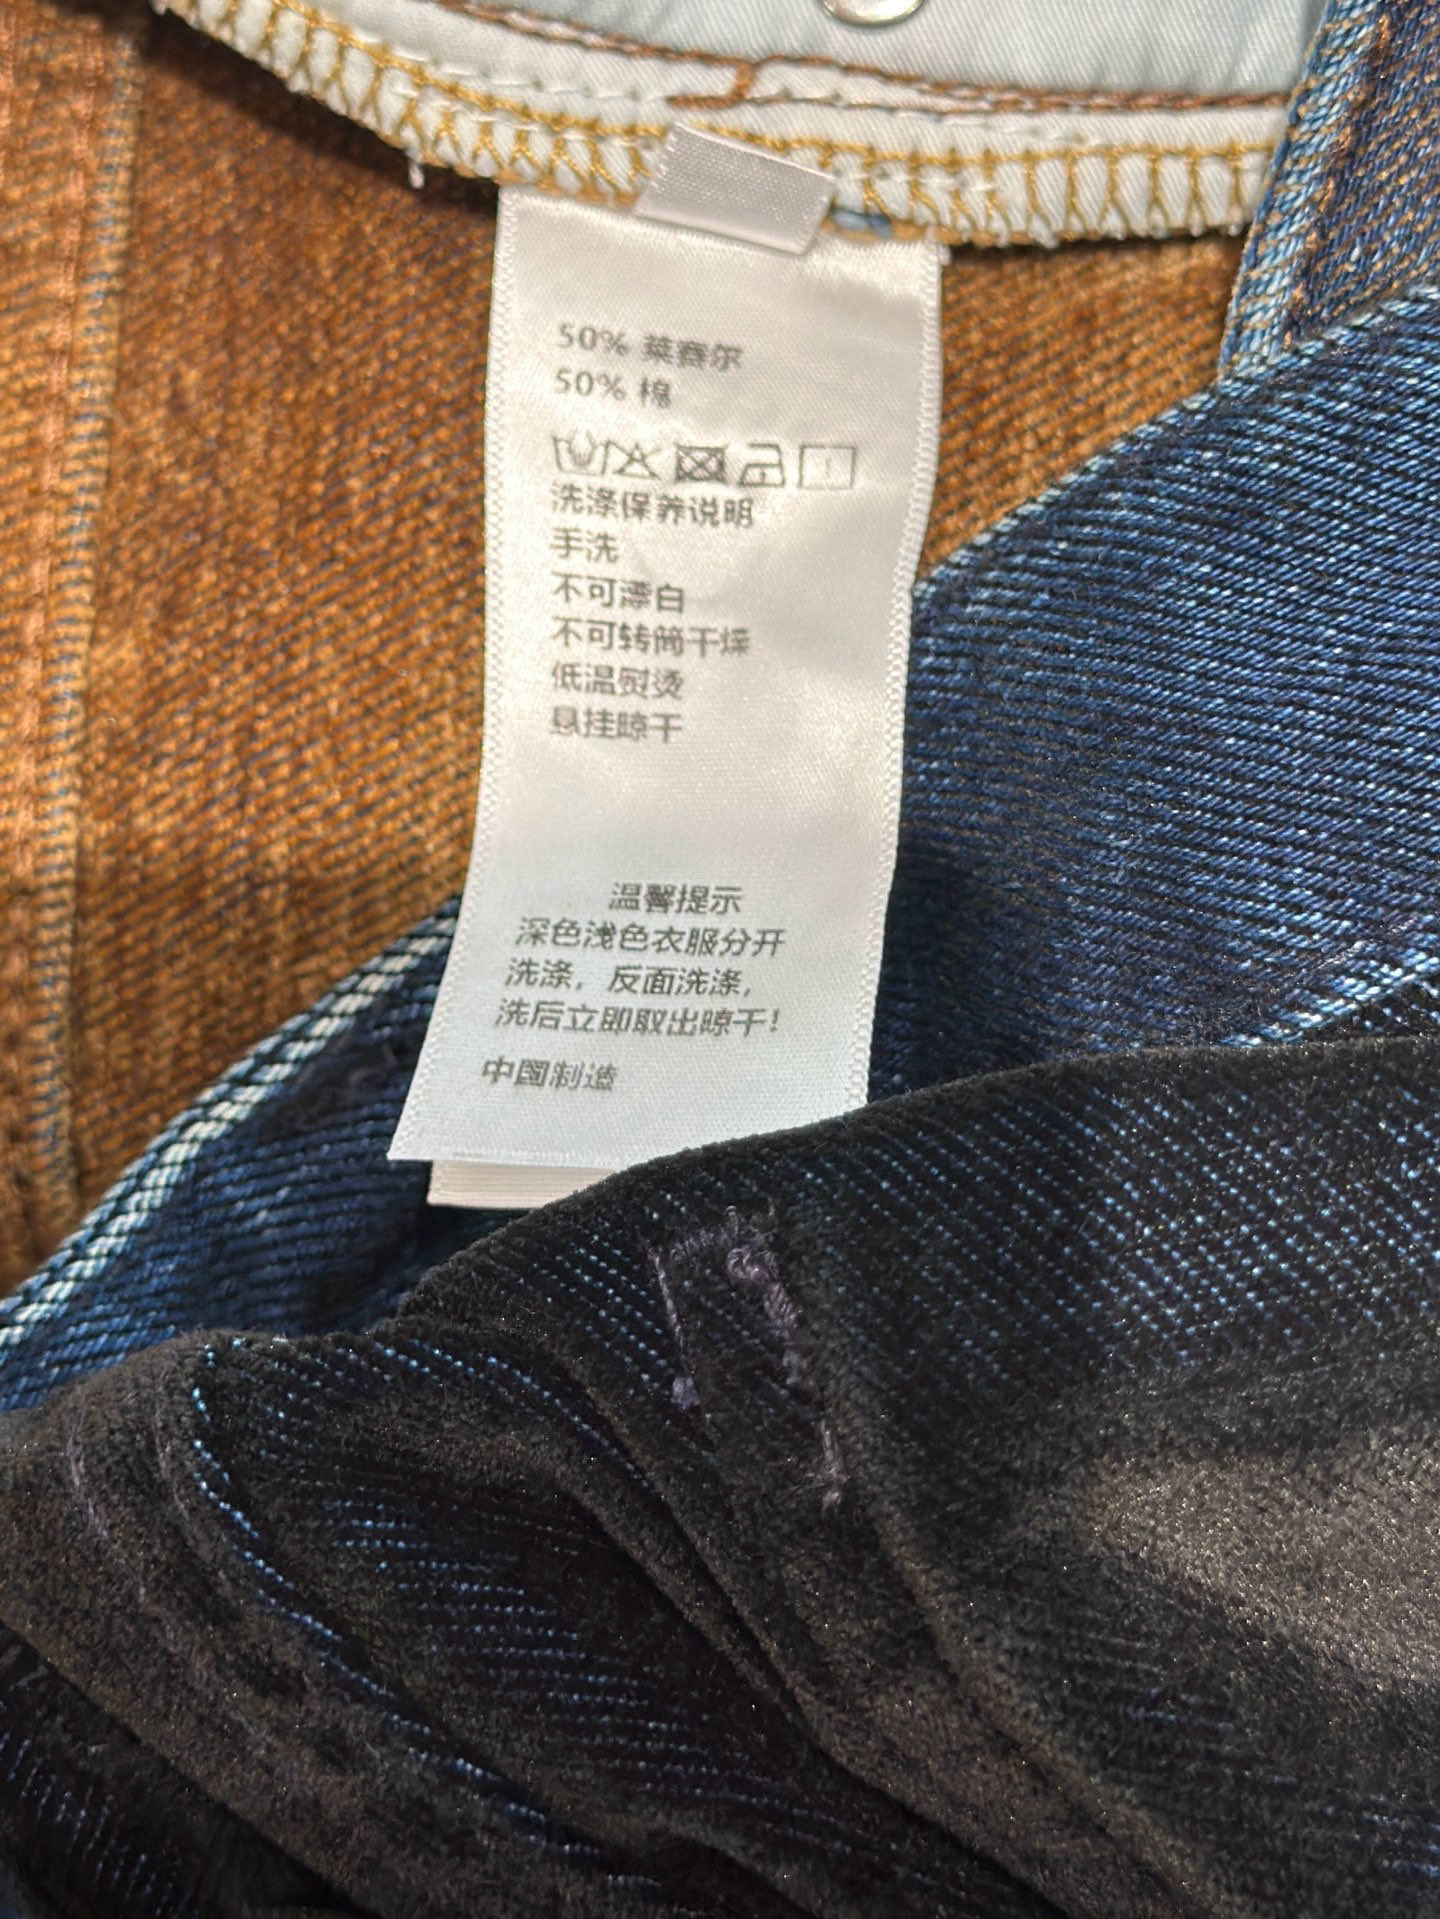 50% 莱赛尔
50% 棉
洗涤保养说明
手洗
不可漂白
不可转筒干燥
低温熨烫
悬挂晾干
温馨提示
深色浅色衣服分开
洗涤，反面洗涤，
洗后立即取出晾干！
中國制造